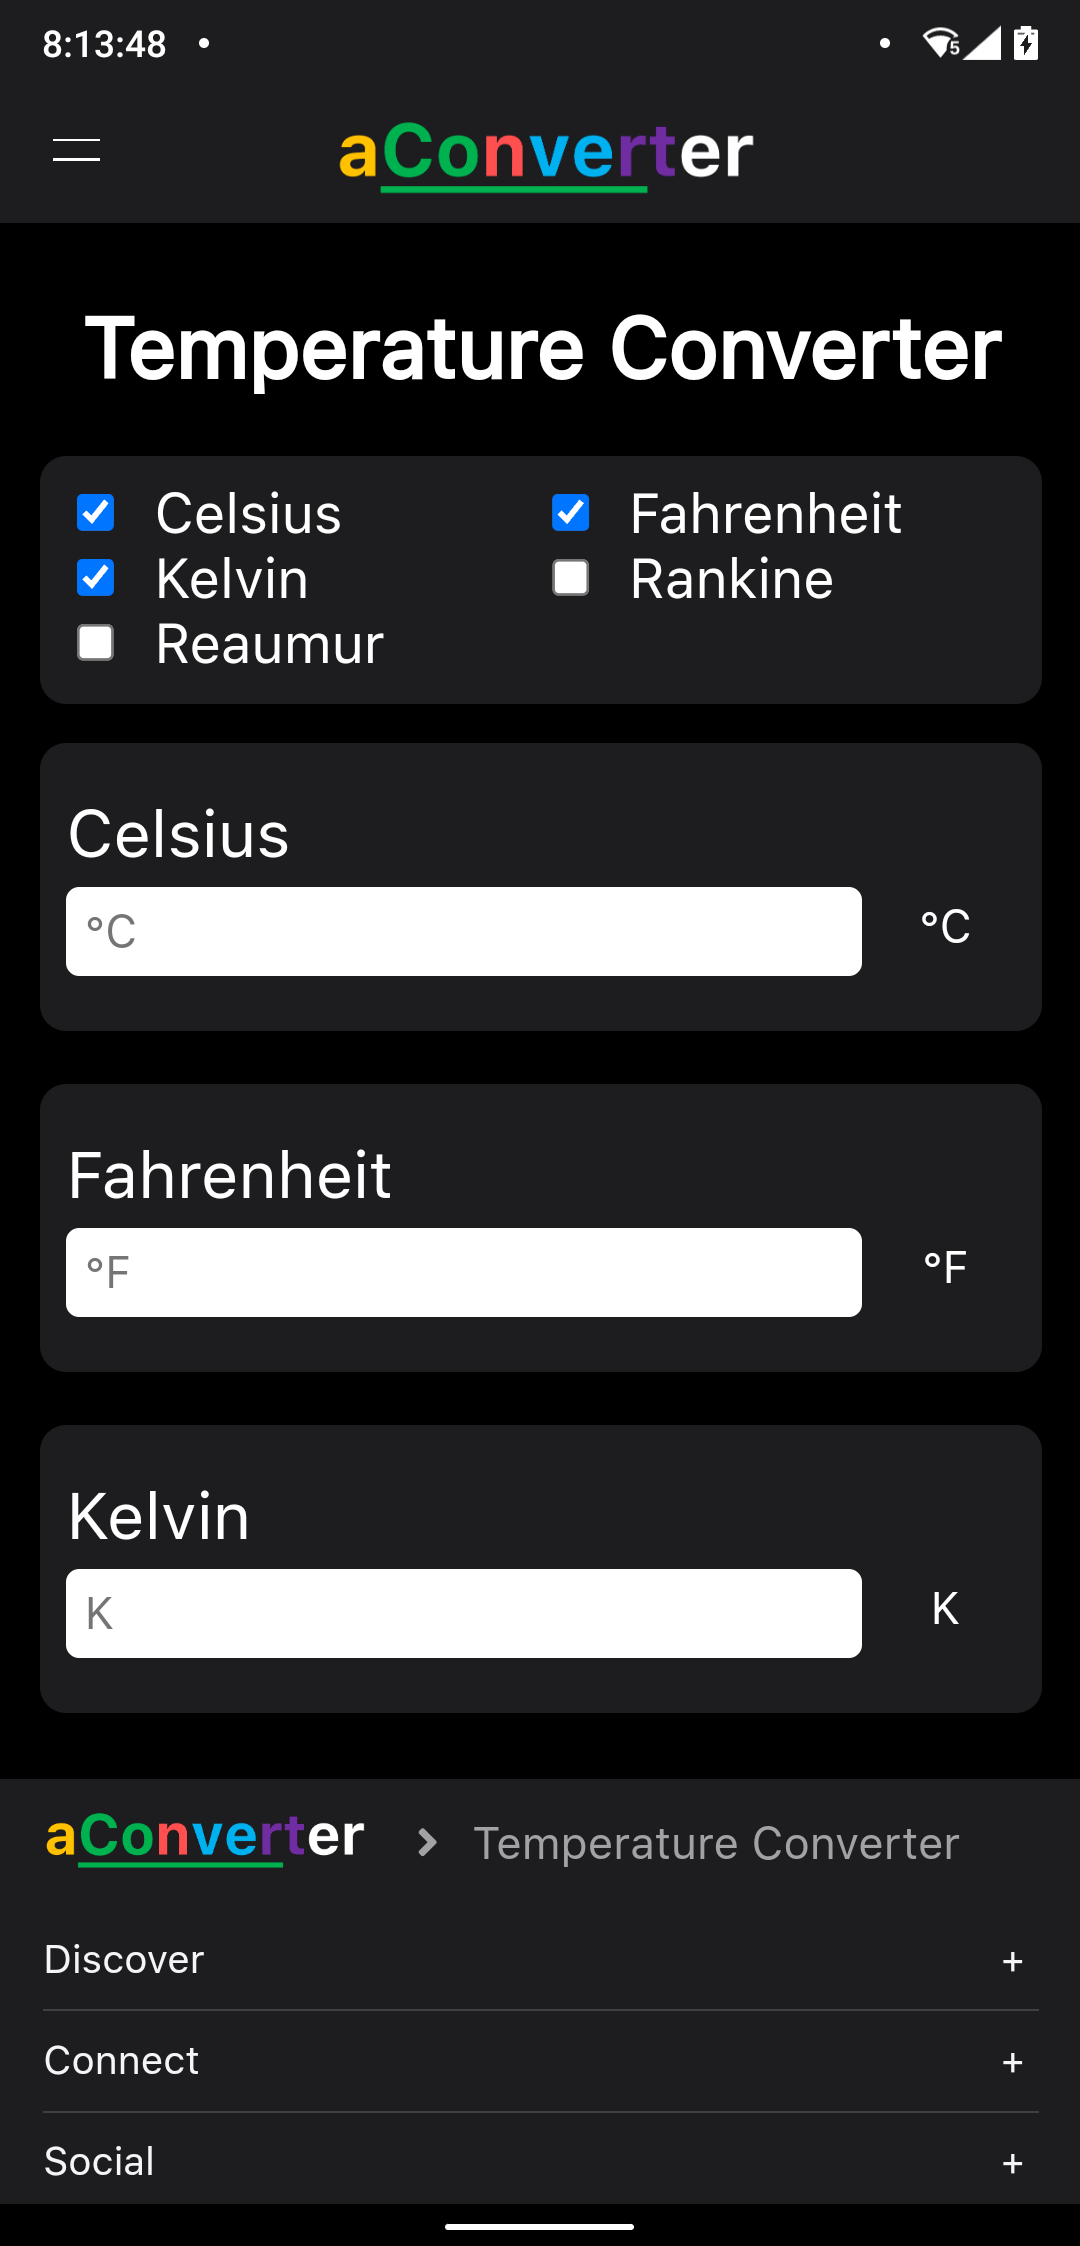 8:13:48
5
aConverter
Temperature Converter
Celsius Fahrenheit
Kelvin Rankine
Reaumur
Celsius
°C °C
Fahrenheit
°F °F
Kelvin
K K
aConverter Temperature Converter
Discover +
Connect +
Social +